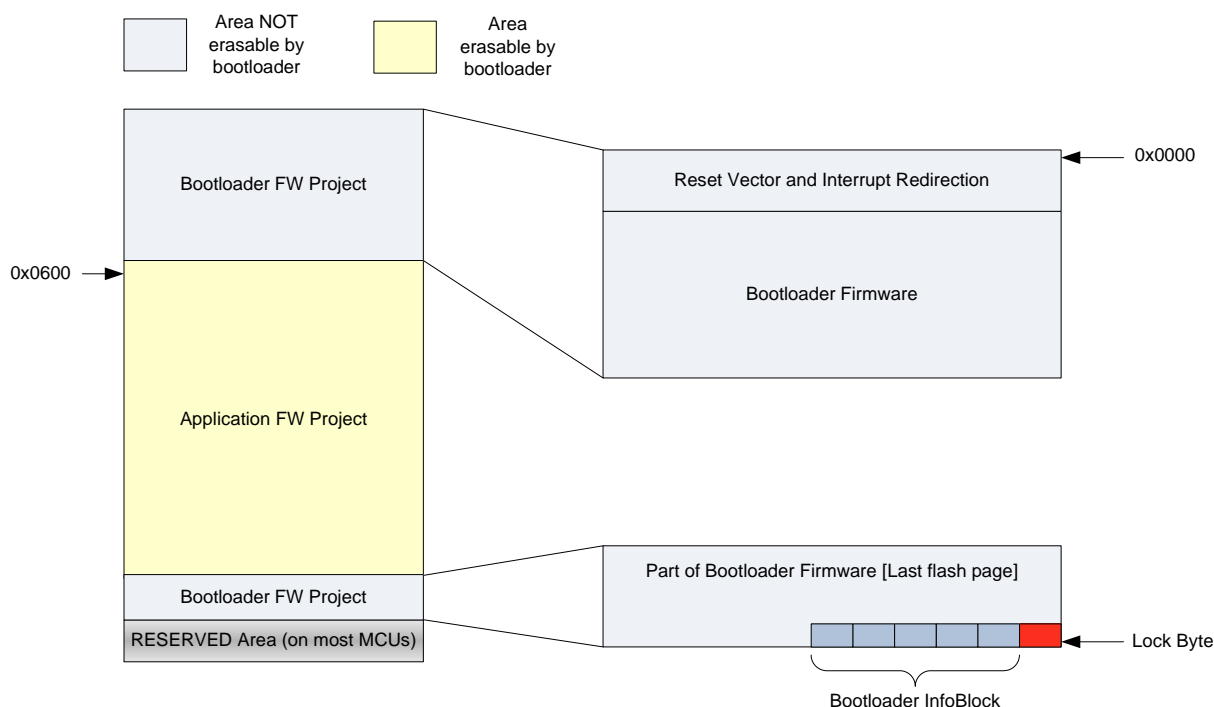 Area NOT
erasable by
bootloader
Area
erasable by
bootloader
Bootloader FW Project
0x0000
Reset Vector and Interrupt Redirection
0x0600
Bootloader Firmware
Application FW Project
Part of Bootloader Firmware [Last flash page]
Bootloader FW Project
RESERVED Area (on most MCUs)
Lock Byte
Bootloader InfoBlock